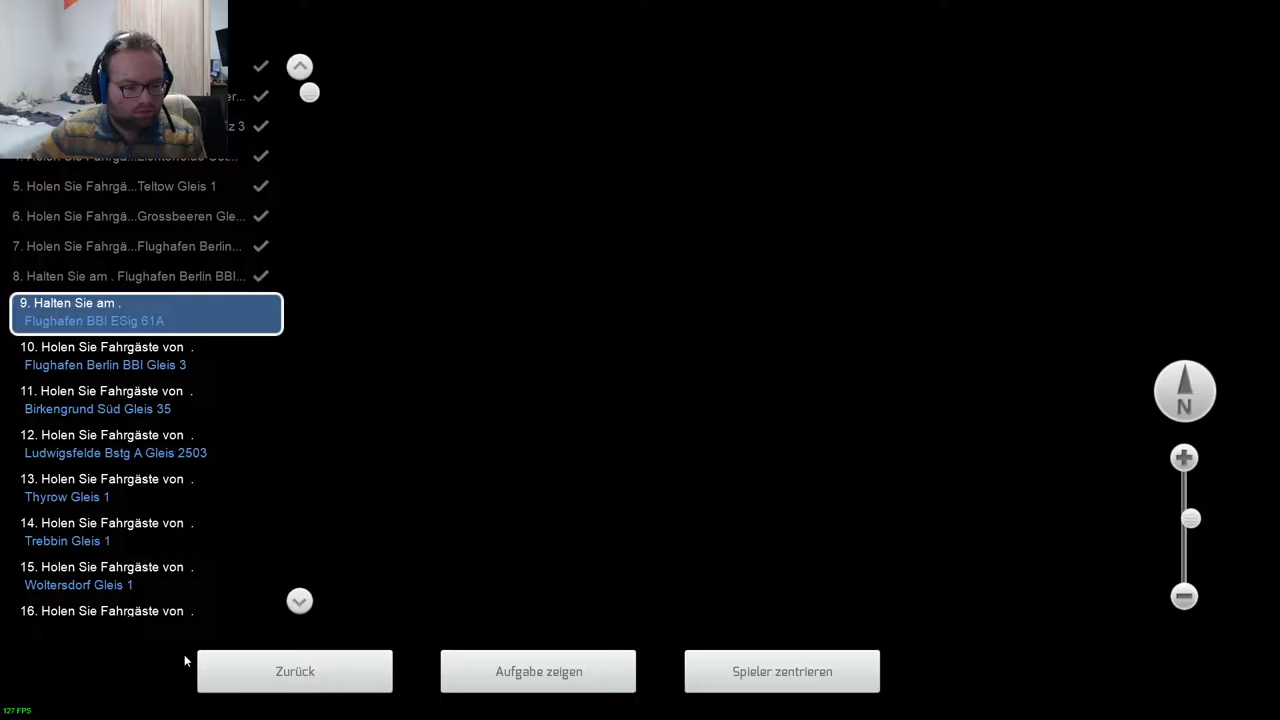 er...
tz 3
5. Holen Sie Fahrgä...Teltow Gleis 1
6. Holen Sie Fahrgä...Grossbeeren Gle...
7. Holen Sie Fahrgä...Flughafen Berlin...
8. Halten Sie am . Flughafen Berlin BBI...
9. Halten Sie am .
Flughafen BBI ESig 61A
10. Holen Sie Fahrgäste von .
Flughafen Berlin BBI Gleis 3
11. Holen Sie Fahrgäste von .
Birkengrund Süd Gleis 35
12. Holen Sie Fahrgäste von .
Ludwigsfelde Bstg A Gleis 2503
13. Holen Sie Fahrgäste von .
Thyrow Gleis 1
14. Holen Sie Fahrgäste von .
Trebbin Gleis 1
15. Holen Sie Fahrgäste von .
Woltersdorf Gleis 1
16. Holen Sie Fahrgäste von .
N
Zurück
Aufgabe zeigen
Spieler zentrieren
127 FPS